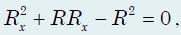 $R_x^2 + RR_x - R^2 = 0\,.$